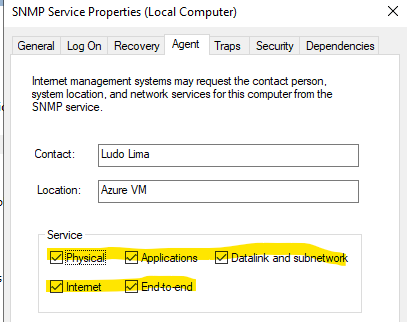 SNMP Service Properties (Local Computer)
General Log On Recovery Agent Traps Security Dependencies
Internet management systems may request the contact person,
system location, and network services for this computer from the
SNMP service.
Contact: Ludo Lima
Location: Azure VM
Service
Physical Applications Datalink and subnetwork
Internet End-to-end